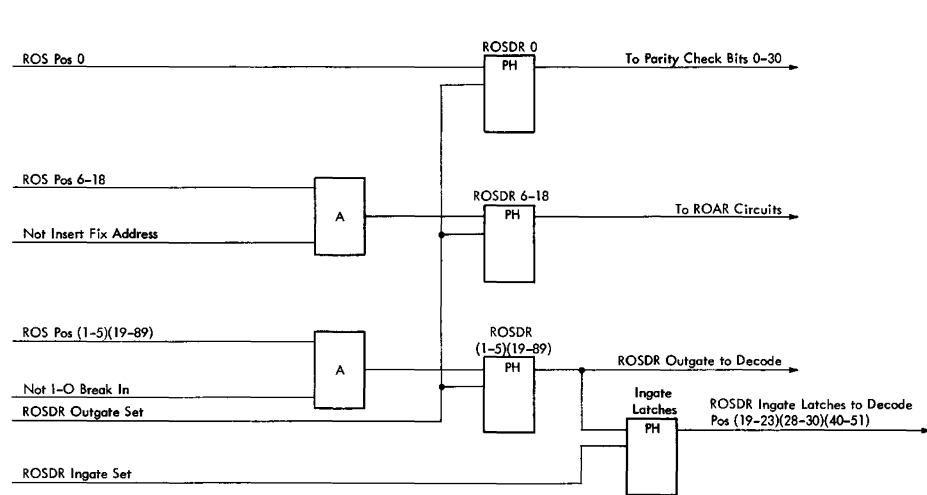 ROSDR 0
ROS Pos 0
PH
To Parity Check Bits 0-30
ROS Pos 6-18
ROSDR 6-18
A
PH
To ROAR Circuits
Not Insert Fix Address
ROS Pos (1-5)(19-89)
ROSDR
(1-5)(19-89)
A
PH
ROSDR Outgate to Decode
Not I-O Break In
ROSDR Outgate Set
Ingate
Latches
PH
ROSDR Ingate Latches to Decode
Pos (19-23)(28-30)(40-51)
ROSDR Ingate Set